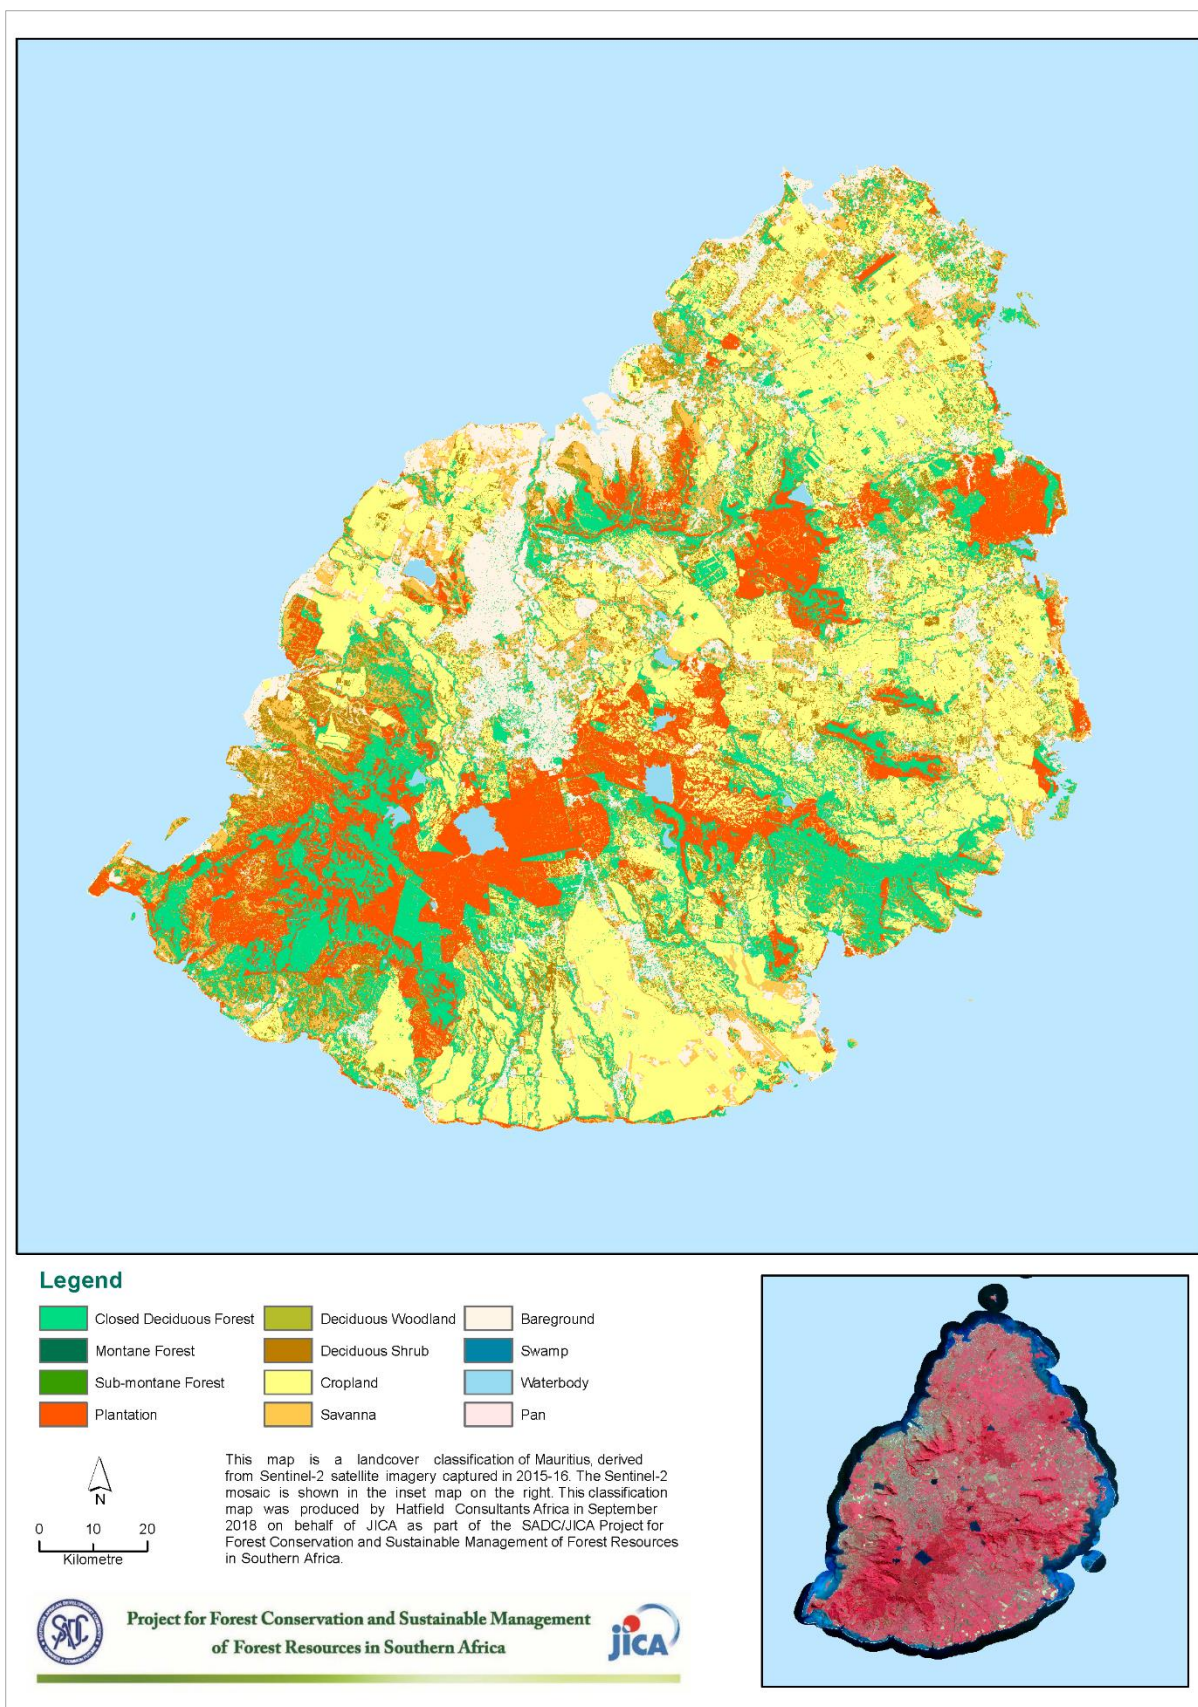 Legend
Closed Deciduous Forest
Montane Forest
Sub-montane Forest
Plantation
Deciduous Woodland
Deciduous Shrub
Cropland
Savanna
Bareground
Swamp
Waterbody
Pan
N
0 10 20
Kilometre
This map is a landcover classification of Mauritius, derived
from Sentinel-2 satellite imagery captured in 2015-16. The Sentinel-2
mosaic is shown in the inset map on the right. This classification
map was produced by Hatfield Consultants Africa in September
2018 on behalf of JICA as part of the SADC/JICA Project for
Forest Conservation and Sustainable Management of Forest Resources
in Southern Africa.
SADC
Project for Forest Conservation and Sustainable Management
of Forest Resources in Southern Africa
jica